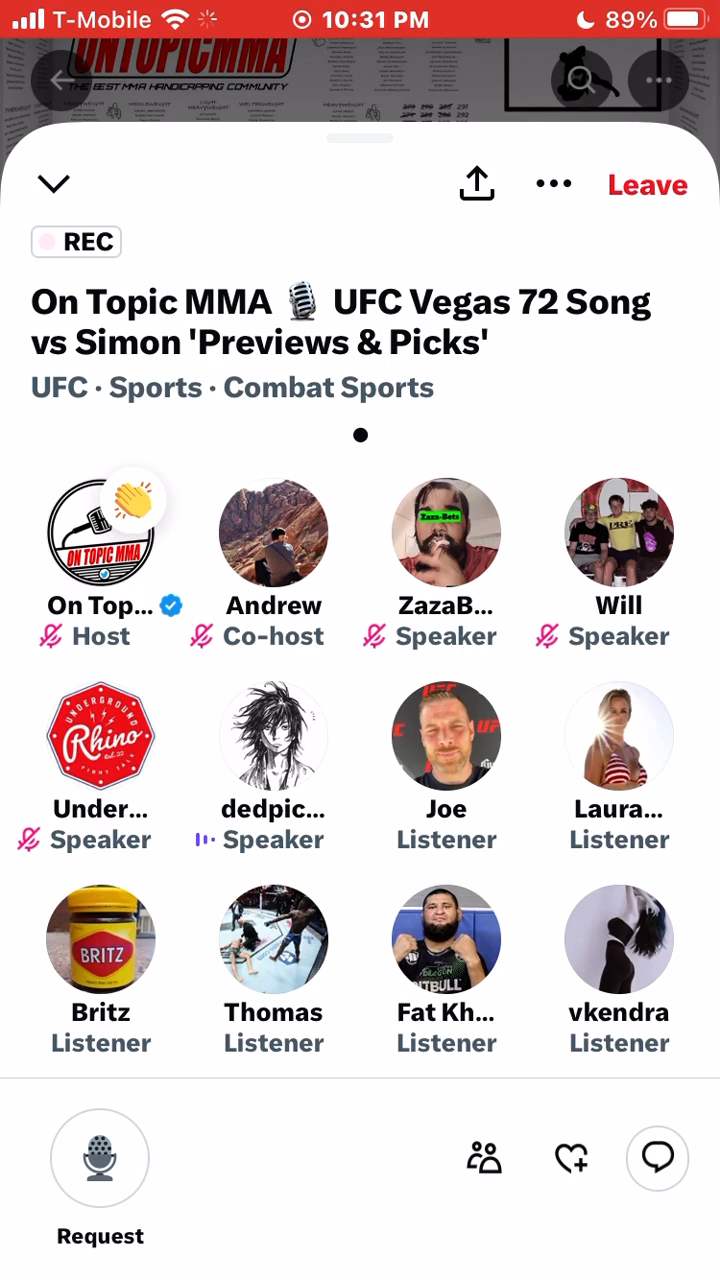 T-Mobile 10:31 PM 89%
ONTOPICMMA
THE BEST MMA HANDICAPPING COMMUNITY
Leave
REC
On Topic MMA 🎙️ UFC Vegas 72 Song
vs Simon 'Previews & Picks'
UFC · Sports · Combat Sports
ON TOPIC MMA
Zaza-Bets
On Top... Andrew ZazaB... Will
Host Co-host Speaker Speaker
UNDERGROUND
Rhino
FIGHT TALK
Under... dedpic... Joe Laura...
Speaker Speaker Listener Listener
BRITZ
Britz Thomas Fat Kh... vkendra
Listener Listener Listener Listener
Request